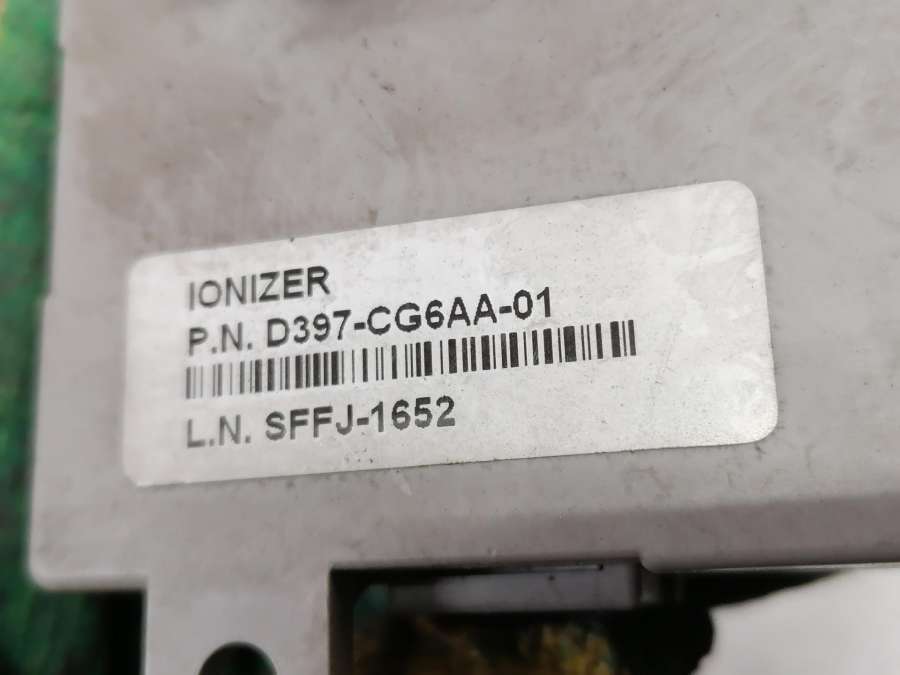 IONIZER
P.N. D397-CG6AA-01
L.N. SFFJ-1652